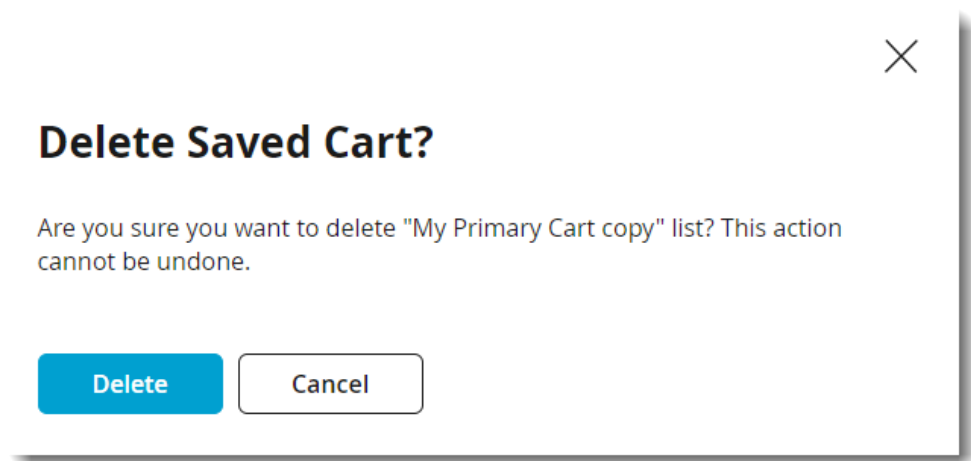 Delete Saved Cart?
Are you sure you want to delete "My Primary Cart copy" list? This action
cannot be undone.
Delete
Cancel